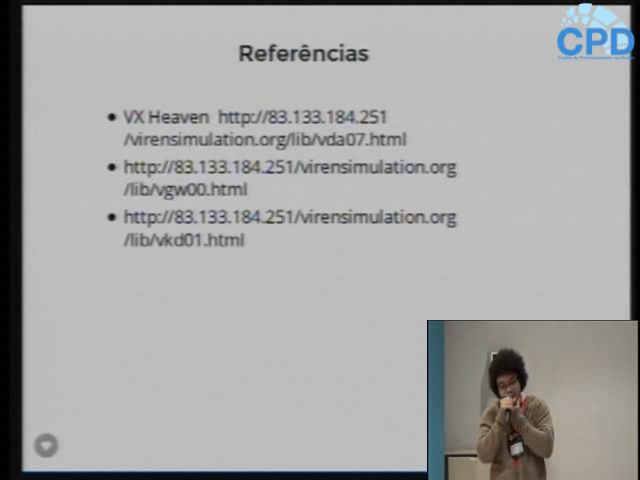 CPD
Referências
VX Heaven http://83.133.184.251
/virensimulation.org/lib/vda07.html
http://83.133.184.251/virensimulation.org
/lib/vgw00.html
http://83.133.184.251/virensimulation.org
/lib/vkd01.html